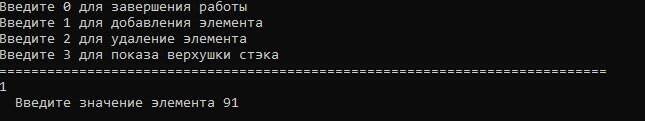 Введите 0 для завершения работы
Введите 1 для добавления элемента
Введите 2 для удаление элемента
Введите 3 для показа верхушки стэка
============================================================================
1
  Введите значение элемента 91